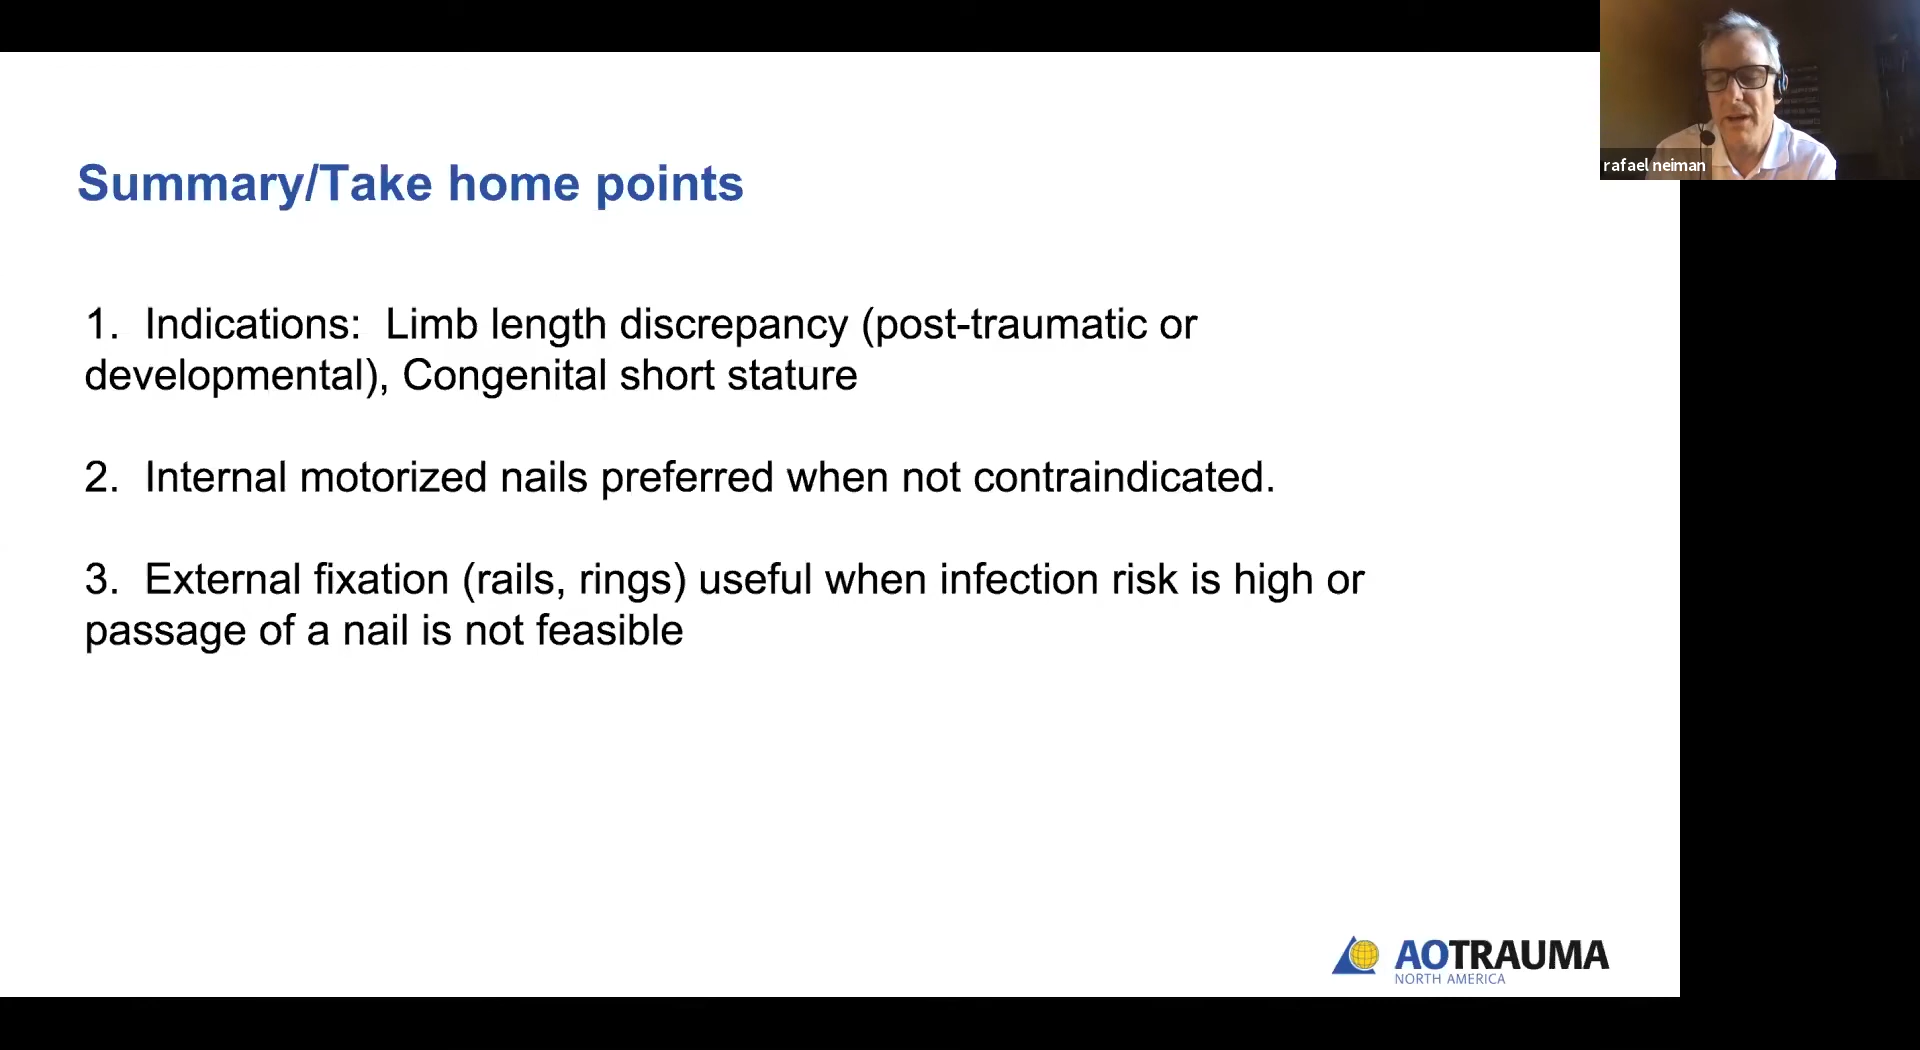 rafael neiman
Summary/Take home points
1. Indications: Limb length discrepancy (post-traumatic or
developmental), Congenital short stature
2. Internal motorized nails preferred when not contraindicated.
3. External fixation (rails, rings) useful when infection risk is high or
passage of a nail is not feasible
AOTRAUMA
NORTH AMERICA